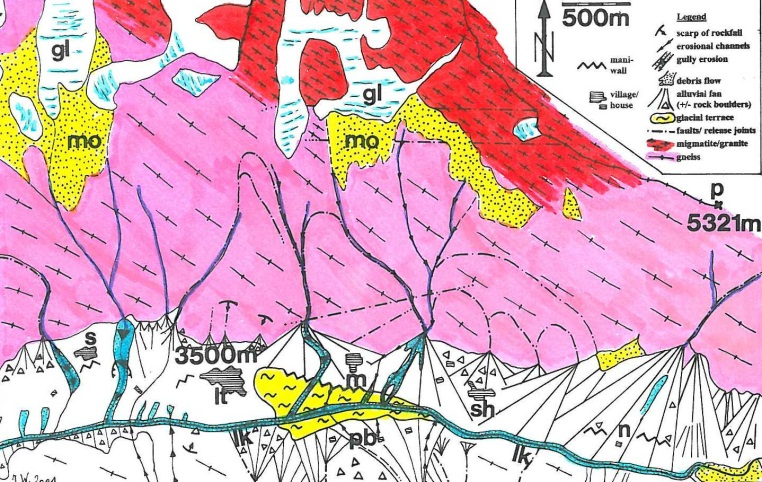 500m
Legend
scarp of rockfall
erosional channels
gully erosion
debris flow
alluvial fan
(+/- rock boulders)
glacial terrace
faults/ release joints
migmatite/granite
gneiss
mani-
wall
village/
house
gl
gl
mo
mo
p
5321m
s
3500m
lt
m
sh
lk
pb
lk
n